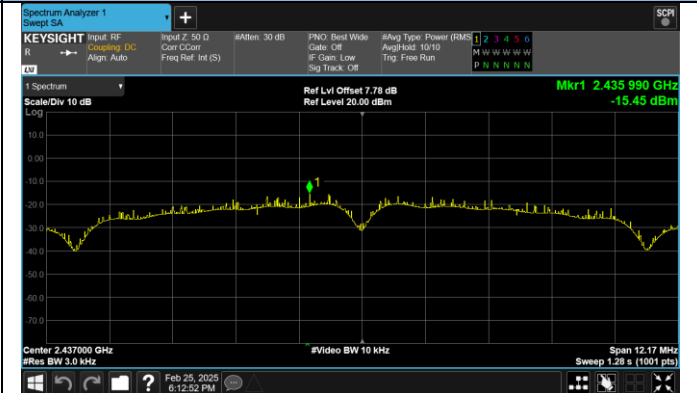 Spectrum Analyzer 1
Swept SA
+
SCPI
KEYSIGHT
R
LNI
Input: RF
Coupling: DC
Align: Auto
Input Z: 50 Ω
Corr CCorr
Freq Ref: Int (S)
#Atten: 30 dB
PNO: Best Wide
Gate: Off
IF Gain: Low
Sig Track: Off
#Avg Type: Power (RMS
Avg|Hold: 10/10
Trig: Free Run
1 2 3 4 5 6
M W W W W W
P N N N N N
1 Spectrum
Scale/Div 10 dB
Ref Lvl Offset 7.78 dB
Ref Level 20.00 dBm
Mkr1 2.435 990 GHz
-15.45 dBm
Log
10.0
0.00
-10.0
1
-20.0
-30.0
-40.0
-50.0
-60.0
-70.0
Center 2.437000 GHz
#Res BW 3.0 kHz
#Video BW 10 kHz
Span 12.17 MHz
Sweep 1.28 s (1001 pts)
?
Feb 25, 2025
6:12:52 PM